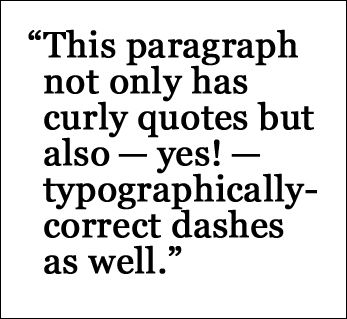 “This paragraph
not only has
curly quotes but
also — yes! —
typographically-
correct dashes
as well.”